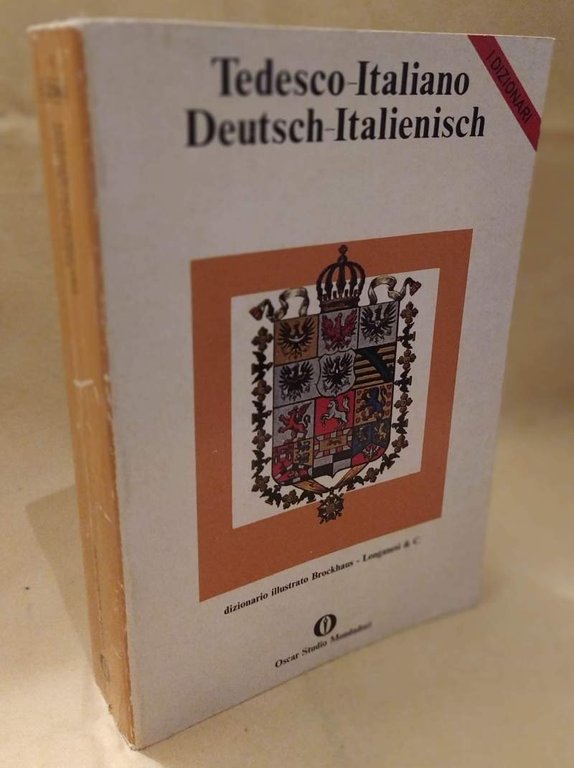 I DIZIONARI
Tedesco-Italiano
Deutsch-Italienisch
dizionario illustrato Brockhaus - Longanesi & C.
Oscar Studio Mondadori